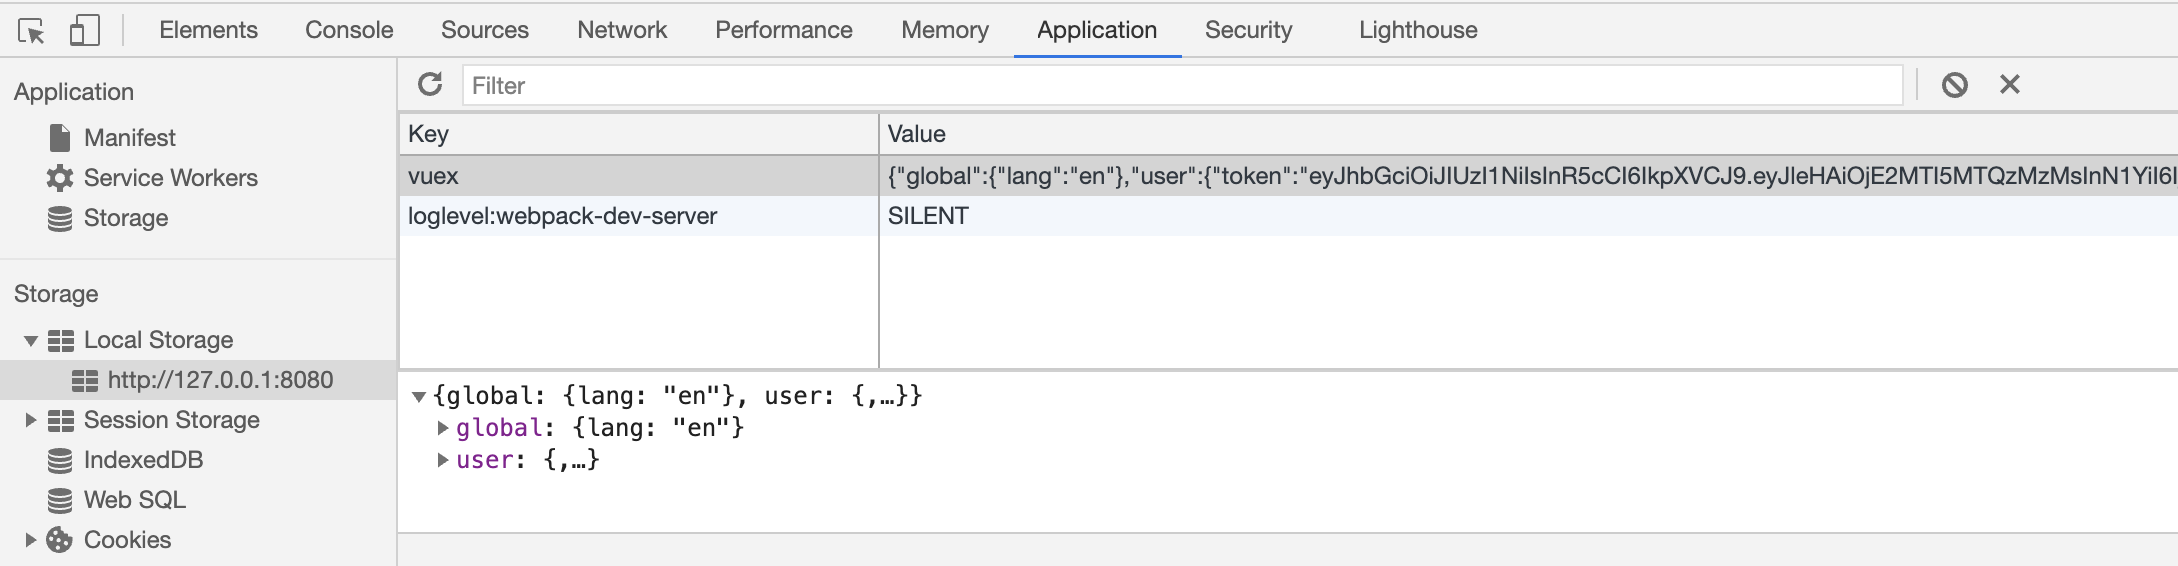 Elements Console Sources Network Performance Memory Application Security Lighthouse
Application
Manifest
Service Workers
Storage
Storage
Local Storage
http://127.0.0.1:8080
Session Storage
IndexedDB
Web SQL
Cookies
Filter
Key Value
vuex {"global":{"lang":"en"},"user":{"token":"eyJhbGciOiJIUzI1NiIsInR5cCI6IkpXVCJ9.eyJleHAiOjE2MTI5MTQzMzMsInN1YiI6I
loglevel:webpack-dev-server SILENT
{global: {lang: "en"}, user: {,…}}
global: {lang: "en"}
user: {,…}